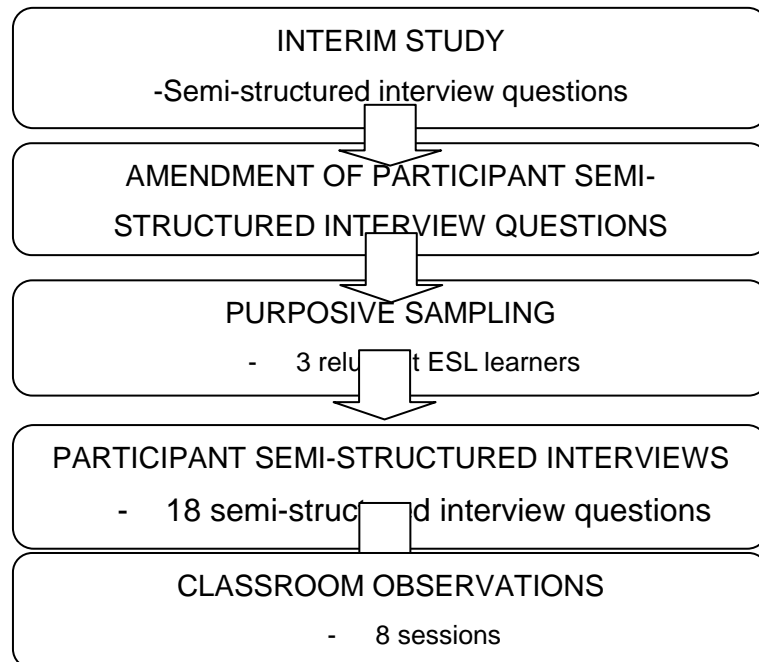 INTERIM STUDY
-Semi-structured interview questions
AMENDMENT OF PARTICIPANT SEMI-
STRUCTURED INTERVIEW QUESTIONS
PURPOSIVE SAMPLING
- 3 ESL learners
PARTICIPANT SEMI-STRUCTURED INTERVIEWS
- 18 interview questions
CLASSROOM OBSERVATIONS
- 8 sessions